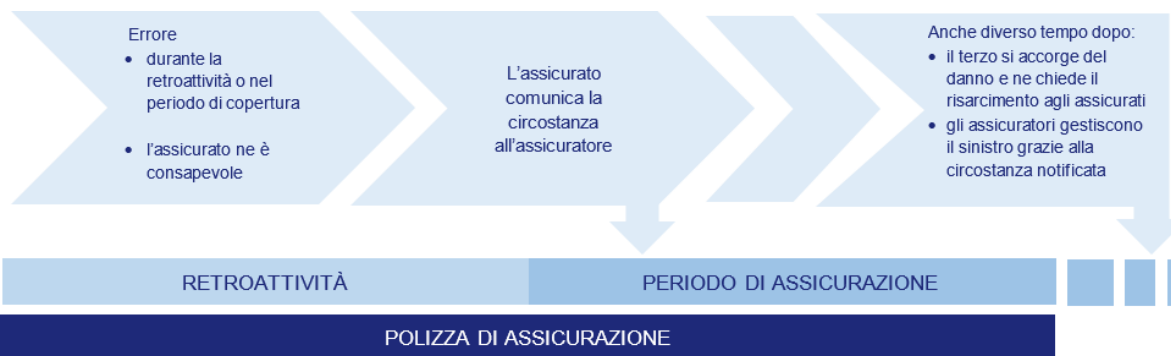 Errore
• durante la
retroattività o nel
periodo di copertura
• l'assicurato ne è
consapevole
L'assicurato
comunica la
circostanza
all'assicuratore
Anche diverso tempo dopo:
• il terzo si accorge del
danno e ne chiede il
risarcimento agli assicurati
• gli assicuratori gestiscono
il sinistro grazie alla
circostanza notificata
RETROATTIVITÀ
PERIODO DI ASSICURAZIONE
POLIZZA DI ASSICURAZIONE